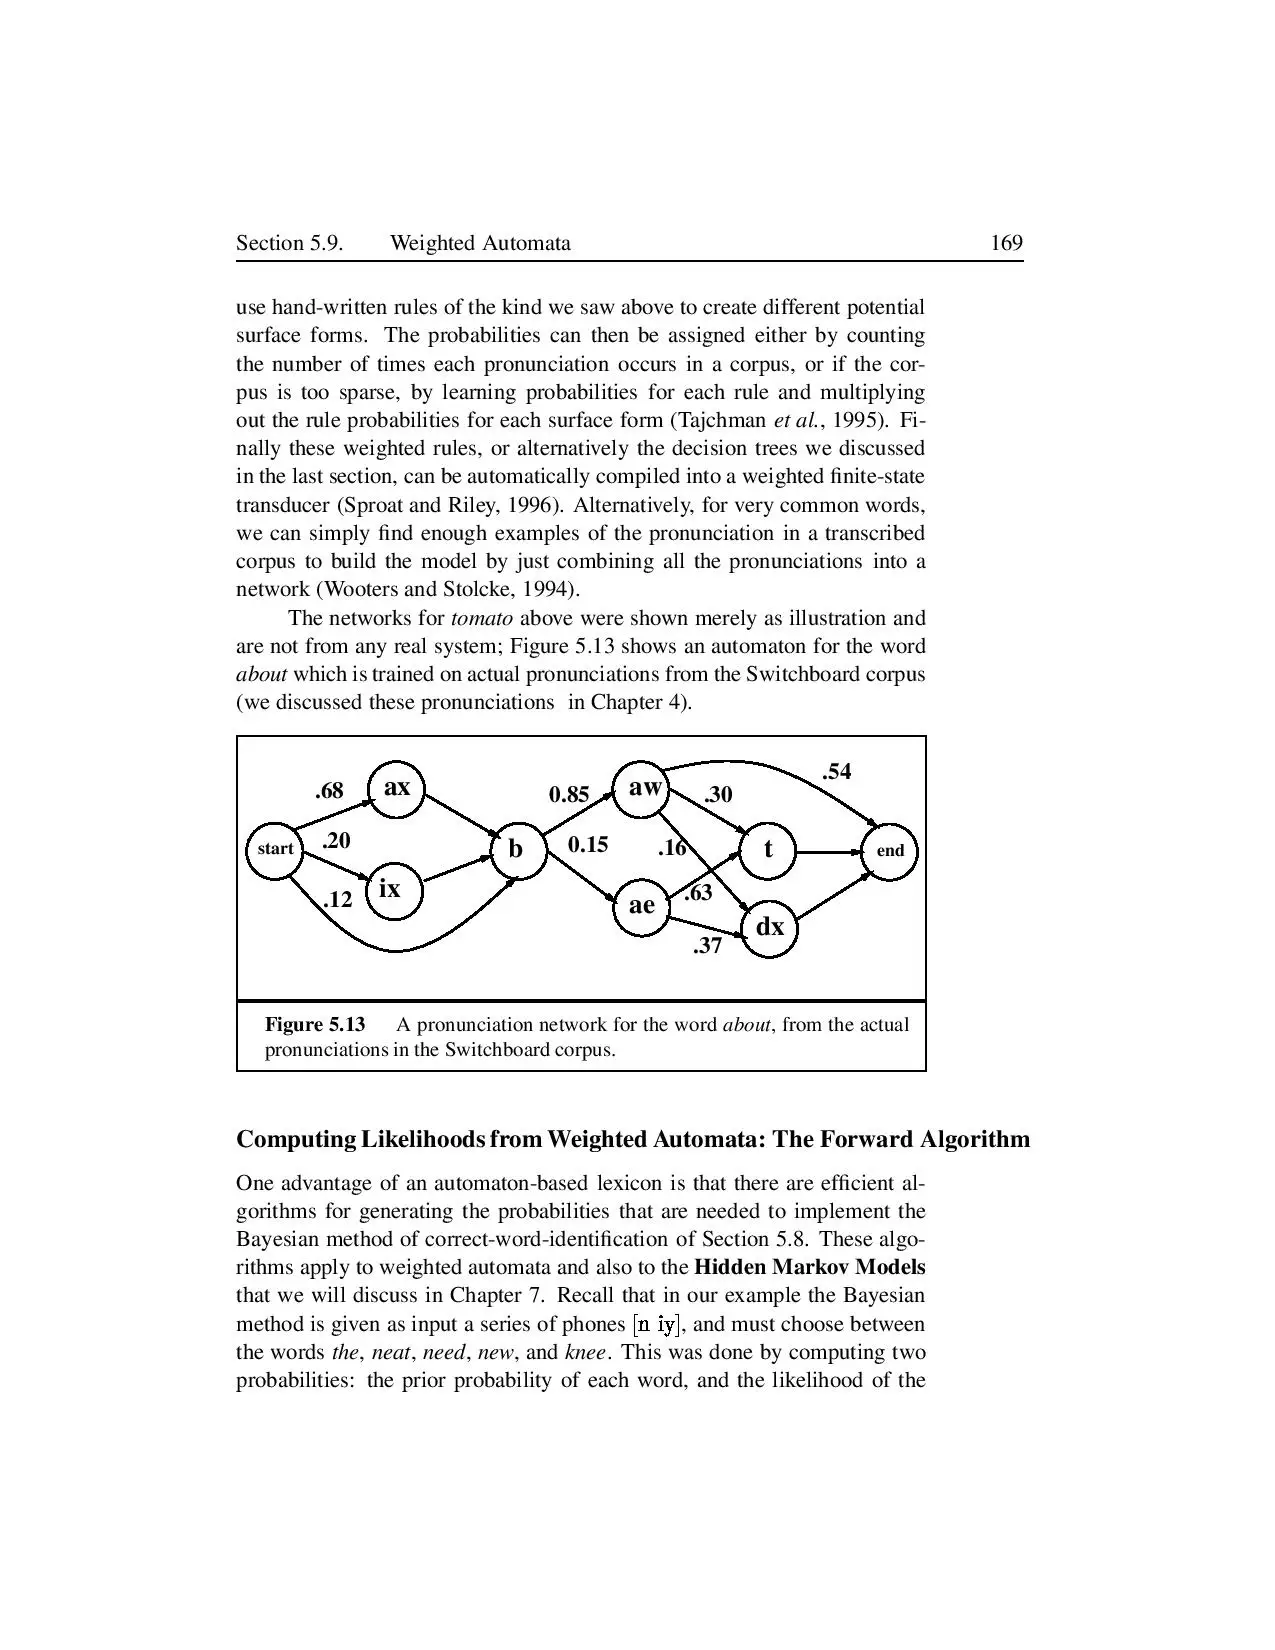 Section 5.9. Weighted Automata 169
use hand-written rules of the kind we saw above to create different potential
surface forms. The probabilities can then be assigned either by counting
the number of times each pronunciation occurs in a corpus, or if the cor-
pus is too sparse, by learning probabilities for each rule and multiplying
out the rule probabilities for each surface form (Tajchman et al., 1995). Fi-
nally these weighted rules, or alternatively the decision trees we discussed
in the last section, can be automatically compiled into a weighted finite-state
transducer (Sproat and Riley, 1996). Alternatively, for very common words,
we can simply find enough examples of the pronunciation in a transcribed
corpus to build the model by just combining all the pronunciations into a
network (Wooters and Stolcke, 1994).
The networks for tomato above were shown merely as illustration and
are not from any real system; Figure 5.13 shows an automaton for the word
about which is trained on actual pronunciations from the Switchboard corpus
(we discussed these pronunciations in Chapter 4).
.68 ax 0.85 aw .30 .54
start .20 b 0.15 .16 t end
.12 ix ae .63
dx
.37
Figure 5.13 A pronunciation network for the word about, from the actual
pronunciations in the Switchboard corpus.
Computing Likelihoods from Weighted Automata: The Forward Algorithm
One advantage of an automaton-based lexicon is that there are efficient al-
gorithms for generating the probabilities that are needed to implement the
Bayesian method of correct-word-identification of Section 5.8. These algo-
rithms apply to weighted automata and also to the Hidden Markov Models
that we will discuss in Chapter 7. Recall that in our example the Bayesian
method is given as input a series of phones [n iy], and must choose between
the words the, neat, need, new, and knee. This was done by computing two
probabilities: the prior probability of each word, and the likelihood of the